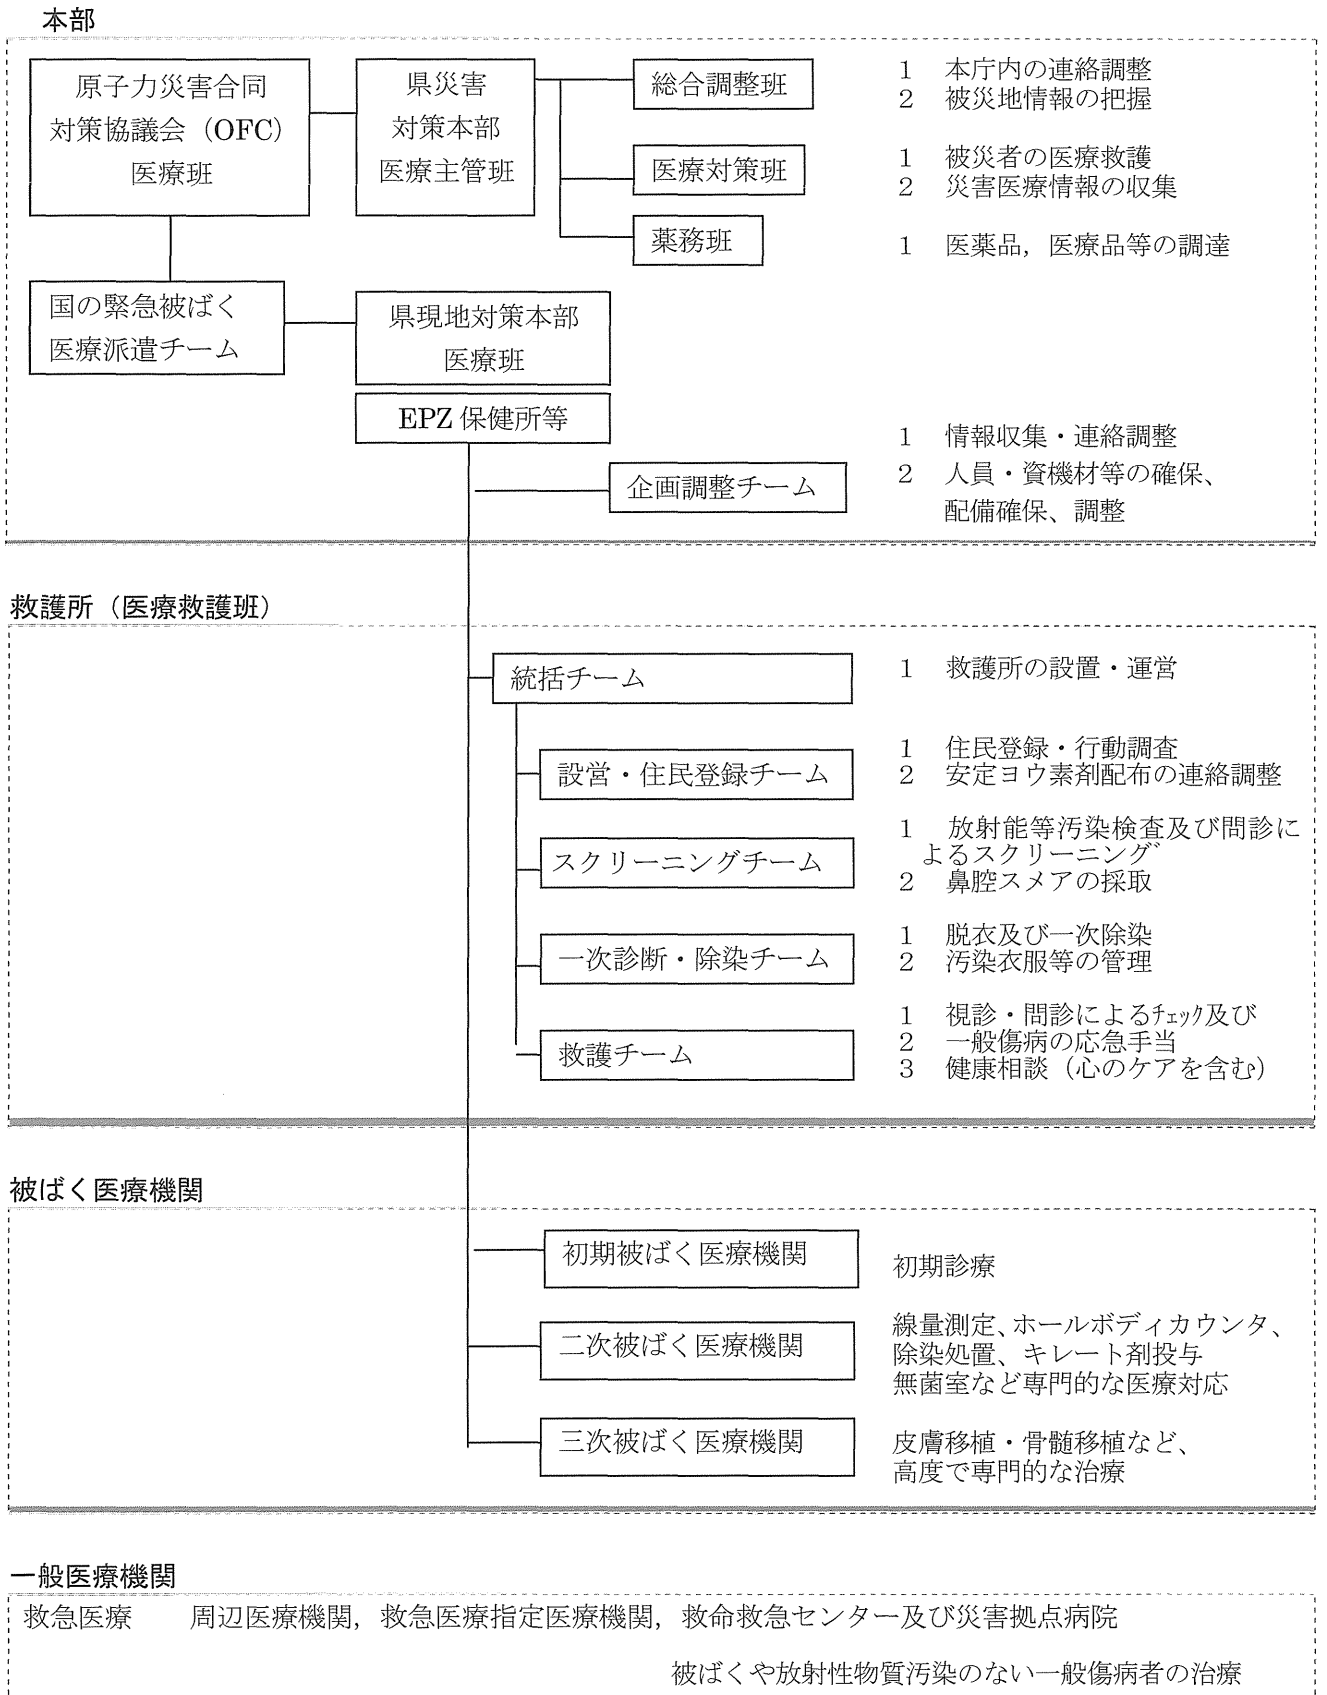 本部
原子力災害合同
対策協議会（OFC）
医療班
県災害
対策本部
医療主管班
総合調整班
1 本庁内の連絡調整
2 被災地情報の把握
医療対策班
1 被災者の医療救護
2 災害医療情報の収集
薬務班
1 医薬品，医療品等の調達
国の緊急被ばく
医療派遣チーム
県現地対策本部
医療班
EPZ 保健所等
企画調整チーム
1 情報収集・連絡調整
2 人員・資機材等の確保、
配備確保、調整
救護所（医療救護班）
統括チーム
1 救護所の設置・運営
設営・住民登録チーム
1 住民登録・行動調査
2 安定ヨウ素剤配布の連絡調整
スクリーニングチーム
1 放射能等汚染検査及び問診に
よるスクリーニング
2 鼻腔スメアの採取
一次診断・除染チーム
1 脱衣及び一次除染
2 汚染衣服等の管理
救護チーム
1 視診・問診によるﾁｪｯｸ及び
2 一般傷病の応急手当
3 健康相談（心のケアを含む）
被ばく医療機関
初期被ばく医療機関
初期診療
二次被ばく医療機関
線量測定、ホールボディカウンタ、
除染処置、キレート剤投与
無菌室など専門的な医療対応
三次被ばく医療機関
皮膚移植・骨髄移植など、
高度で専門的な治療
一般医療機関
救急医療 周辺医療機関，救急医療指定医療機関，救命救急センター及び災害拠点病院
被ばくや放射性物質汚染のない一般傷病者の治療